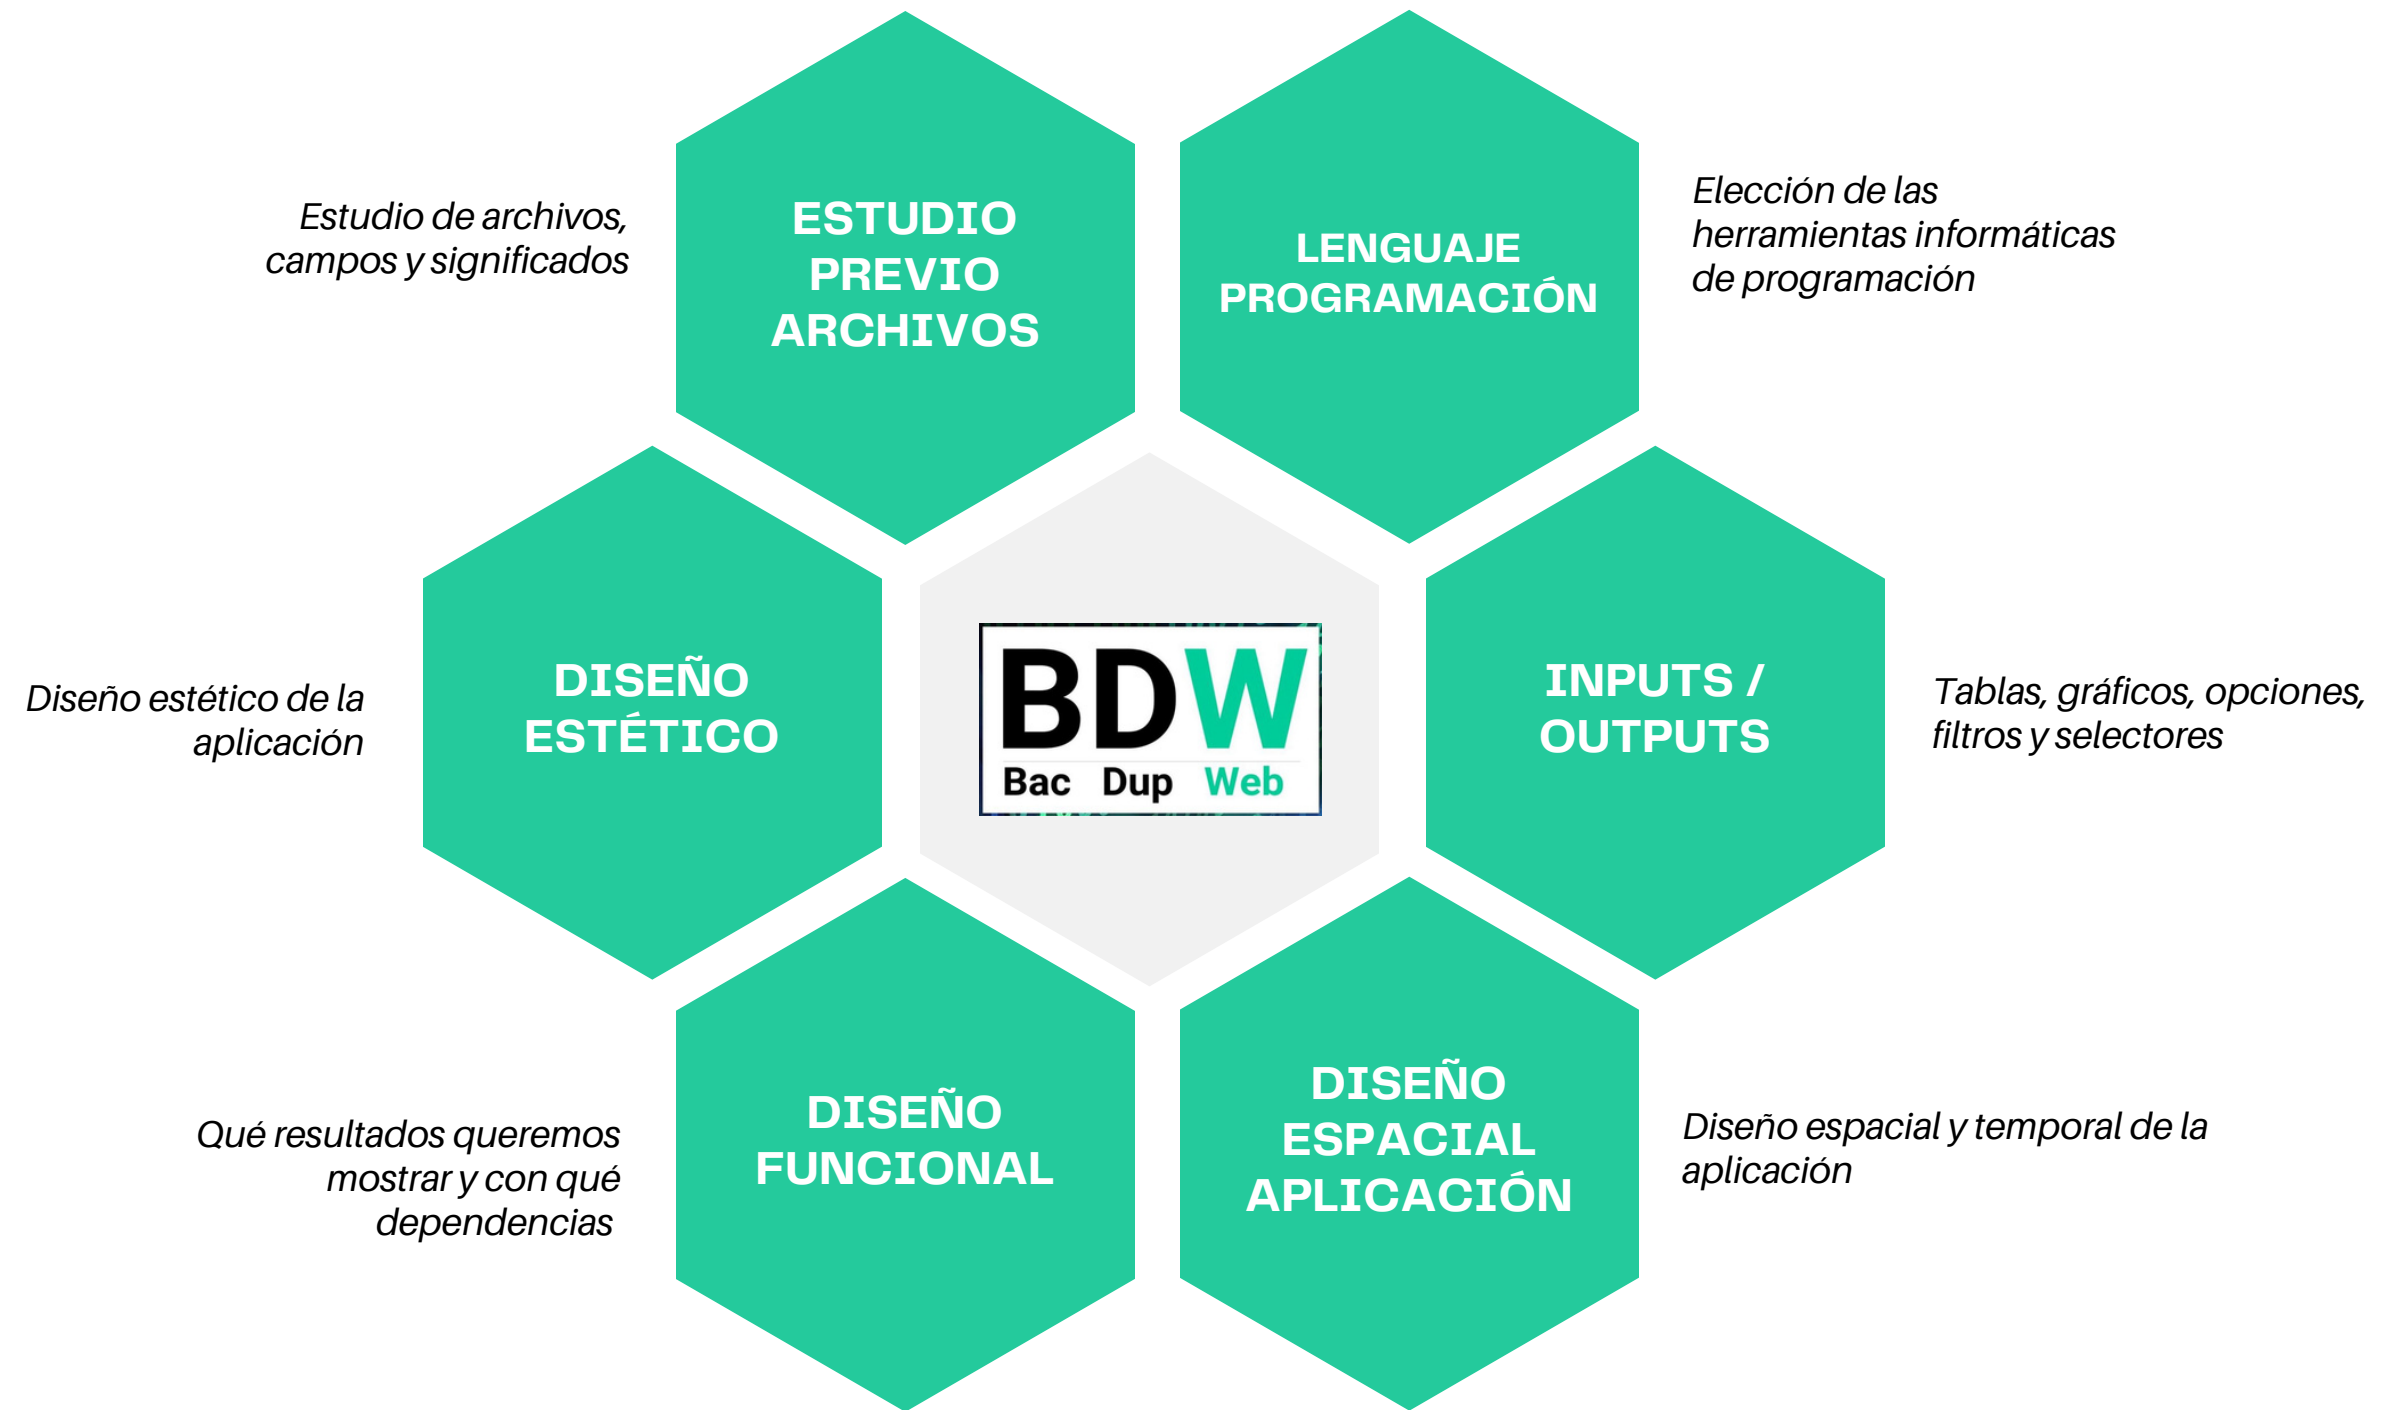 Estudio de archivos,
campos y significados
ESTUDIO
PREVIO
ARCHIVOS
LENGUAJE
PROGRAMACIÓN
Elección de las
herramientas informáticas
de programación
Diseño estético de la
aplicación
DISEÑO
ESTÉTICO
BDW
Bac Dup Web
INPUTS /
OUTPUTS
Tablas, gráficos, opciones,
filtros y selectores
Qué resultados queremos
mostrar y con qué
dependencias
DISEÑO
FUNCIONAL
DISEÑO
ESPACIAL
APLICACIÓN
Diseño espacial y temporal de la
aplicación